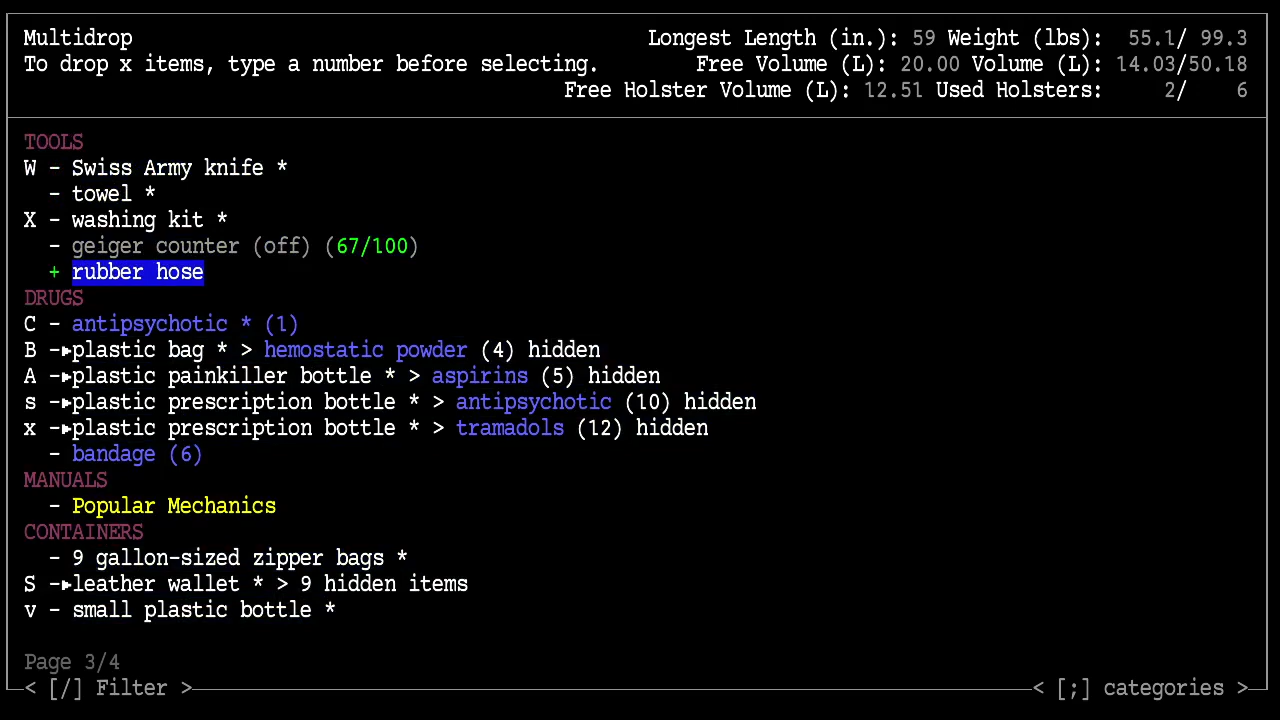 Multidrop Longest Length (in.): 59 Weight (lbs): 55.1/ 99.3
To drop x items, type a number before selecting. Free Volume (L): 20.00 Volume (L): 14.03/50.18
Free Holster Volume (L): 12.51 Used Holsters: 2/ 6
TOOLS
W - Swiss Army knife *
- towel *
X - washing kit *
- geiger counter (off) (67/100)
+ rubber hose
DRUGS
C - antipsychotic * (1)
B -▸plastic bag * > hemostatic powder (4) hidden
A -▸plastic painkiller bottle * > aspirins (5) hidden
s -▸plastic prescription bottle * > antipsychotic (10) hidden
x -▸plastic prescription bottle * > tramadols (12) hidden
- bandage (6)
MANUALS
- Popular Mechanics
CONTAINERS
- 9 gallon-sized zipper bags *
S -▸leather wallet * > 9 hidden items
v - small plastic bottle *
Page 3/4
< [/] Filter > < [;] categories >